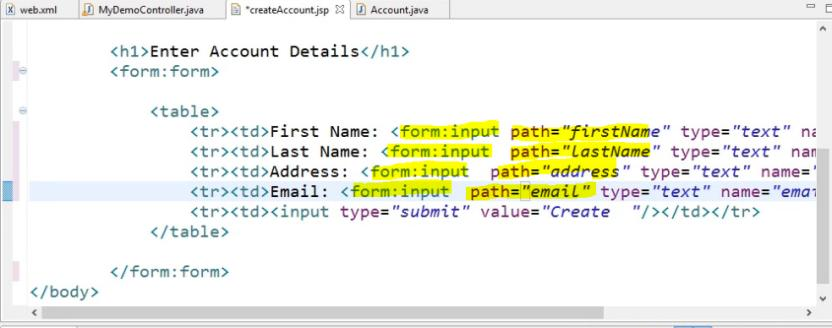 web.xml MyDemoController.java *createAccount.jsp Account.java
<h1>Enter Account Details</h1>
<form:form>
<table>
<tr><td>First Name: <form:input path="firstName" type="text" na
<tr><td>Last Name: <form:input path="lastName" type="text" nam
<tr><td>Address: <form:input path="address" type="text" name="
<tr><td>Email: <form:input path="email" type="text" name="emai
<tr><td><input type="submit" value="Create "/></td></tr>
</table>
</form:form>
</body>